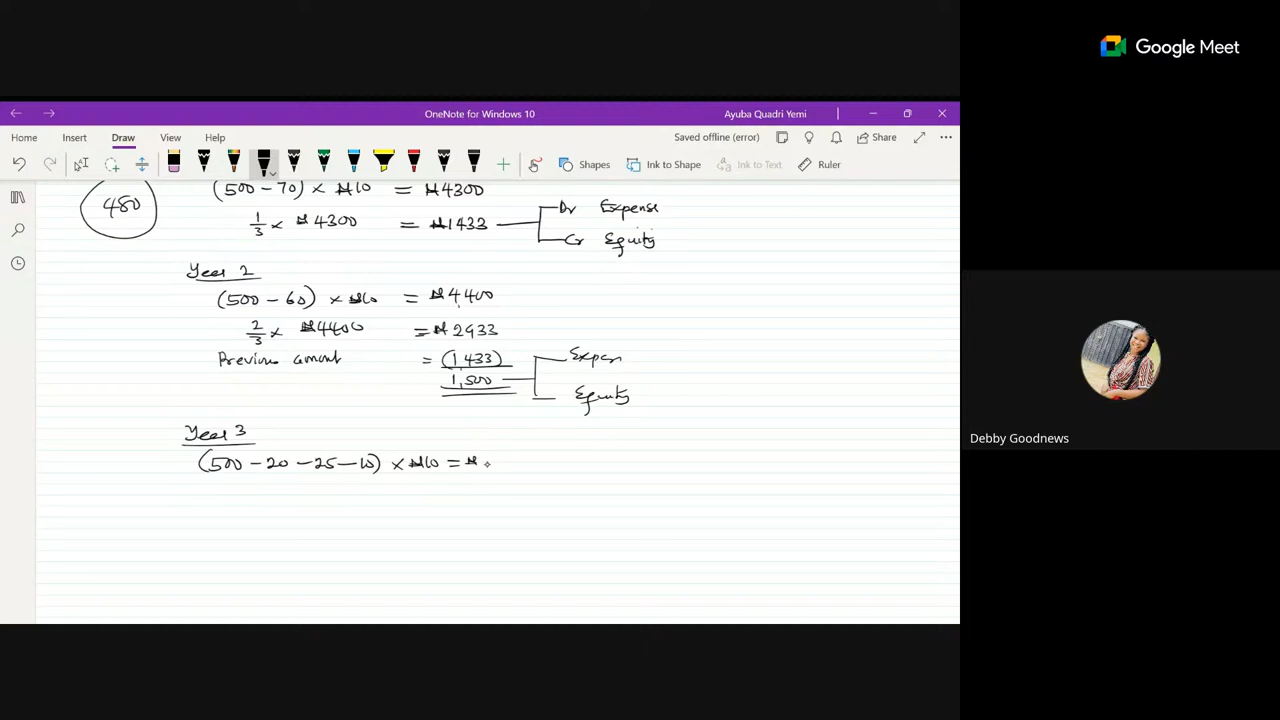 Google Meet
OneNote for Windows 10
Ayuba Quadri Yemi
Home Insert Draw View Help
Saved offline (error)
Share
Shapes
Ink to Shape
Ink to Text
Ruler
480
(500 - 70) × ₦10 = ₦4300
1/3 × ₦4300 = ₦1433
Dr Expense
Cr Equity
Year 2
(500 - 60) × ₦10 = ₦4,400
2/3 × ₦4400 = ₦2933
Previous amount = (1433)
1,500
Expen
Equity
Year 3
(500 - 20 - 25 - 10) × ₦10 = ₦
Debby Goodnews